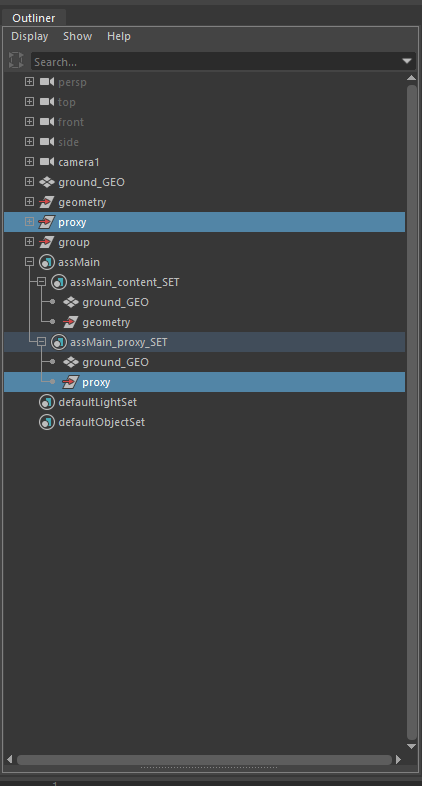 Outliner
Display Show Help
Search...
persp
top
front
side
camera1
ground_GEO
geometry
proxy
group
assMain
assMain_content_SET
ground_GEO
geometry
assMain_proxy_SET
ground_GEO
proxy
defaultLightSet
defaultObjectSet